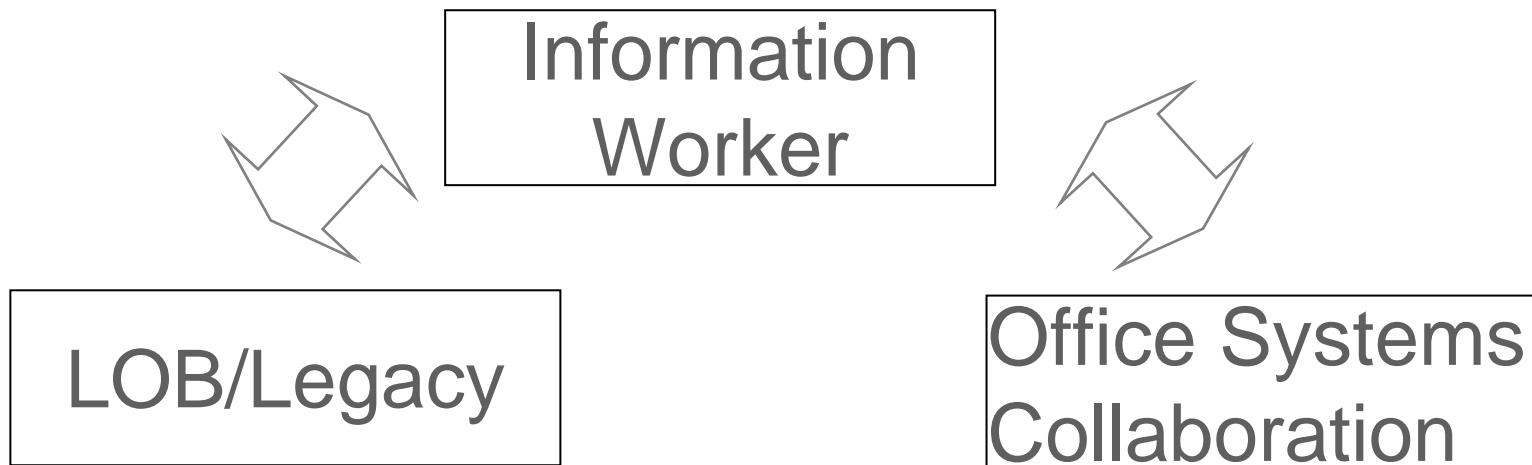 Information
Worker
LOB/Legacy
Office Systems
Collaboration